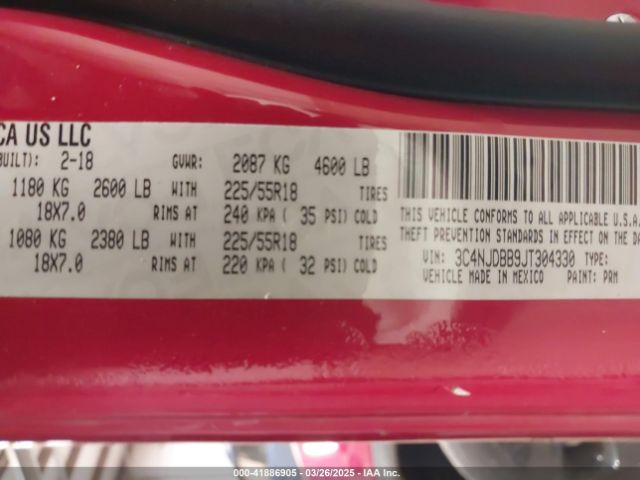 CA US LLC
BUILT): 2-18 GVWR: 2087 KG 4600 LB
1180 KG 2600 LB WITH 225/55R18 TIRES
18X7.0 RIMS AT 240 KPA ( 35 PSI) COLD
1080 KG 2380 LB WITH 225/55R18 TIRES
18X7.0 RIMS AT 220 KPA ( 32 PSI) COLD
THIS VEHICLE CONFORMS TO ALL APPLICABLE U.S.A.
THEFT PREVENTION STANDARDS IN EFFECT ON THE DA
VIN: 3C4NJDBB9JT304330 TYPE:
VEHICLE MADE IN MEXICO PAINT: PRM
000-41886905 - 03/26/2025 - IAA Inc.